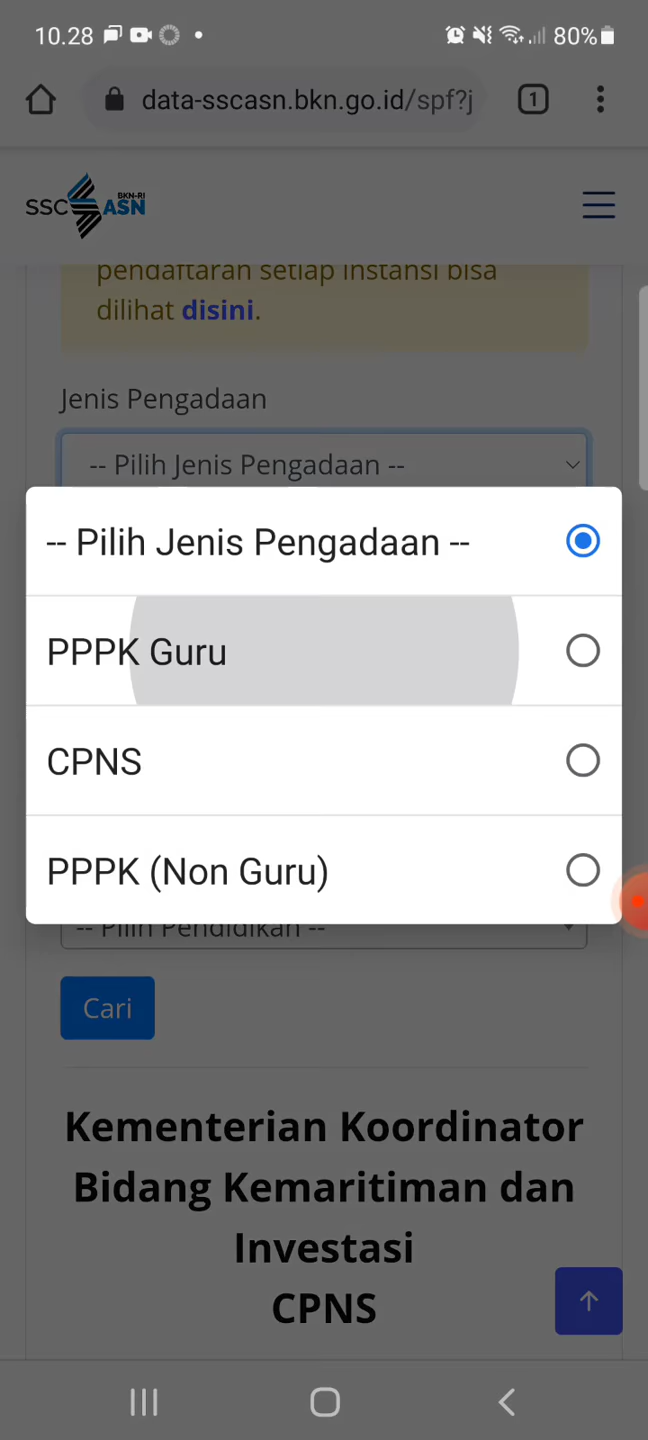 10.28
80%
data-sscasn.bkn.go.id/spf?j
1
SSC ASN
BKN-RI
pendaftaran setiap instansi bisa
dilihat disini.
Jenis Pengadaan
-- Pilih Jenis Pengadaan --
-- Pilih Jenis Pengadaan --
PPPK Guru
CPNS
PPPK (Non Guru)
-- Pilih Pendidikan --
Cari
Kementerian Koordinator
Bidang Kemaritiman dan
Investasi
CPNS